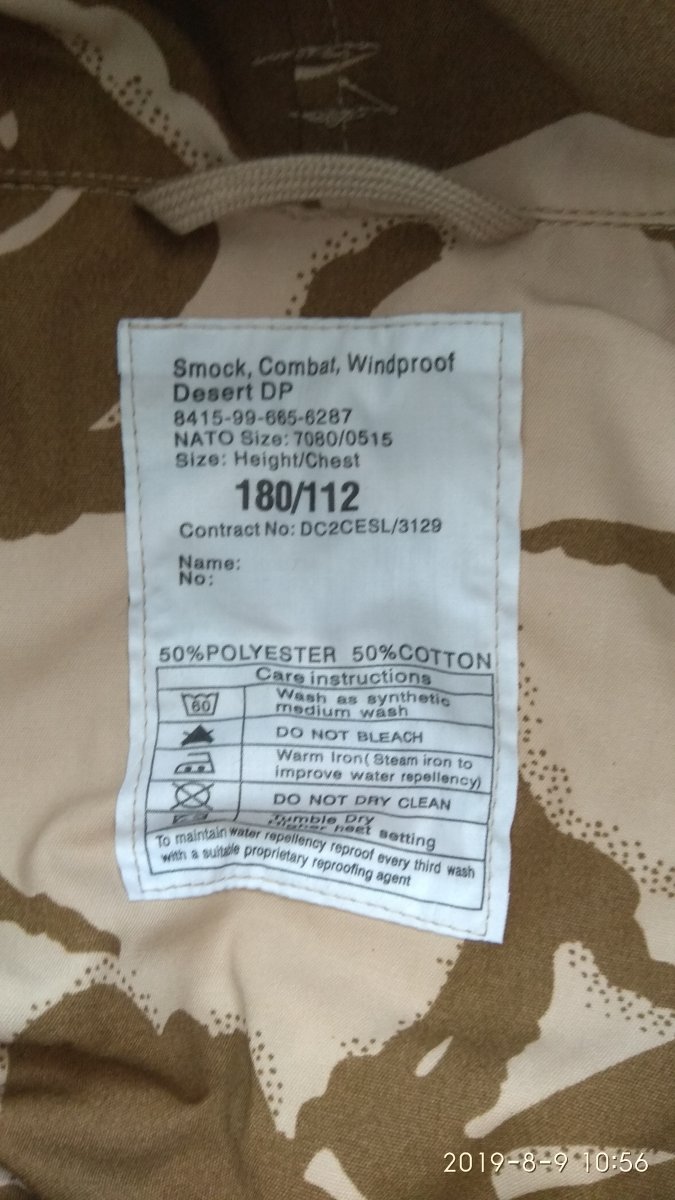 Smock, Combat, Windproof
Desert DP
8415-99-665-6287
NATO Size: 7080/0515
Size: Height/Chest
180/112
Contract No: DC2CESL/3129
Name:
No:
50%POLYESTER 50%COTTON
Care instructions
60
Wash as synthetic
medium wash
DO NOT BLEACH
Warm Iron( Steam iron to
improve water repellency)
DO NOT DRY CLEAN
Tumble Dry
Higher heet setting
To maintain water repellency reproof every third wash
with a suitable proprietary reproofing agent
2019-8-9 10:56